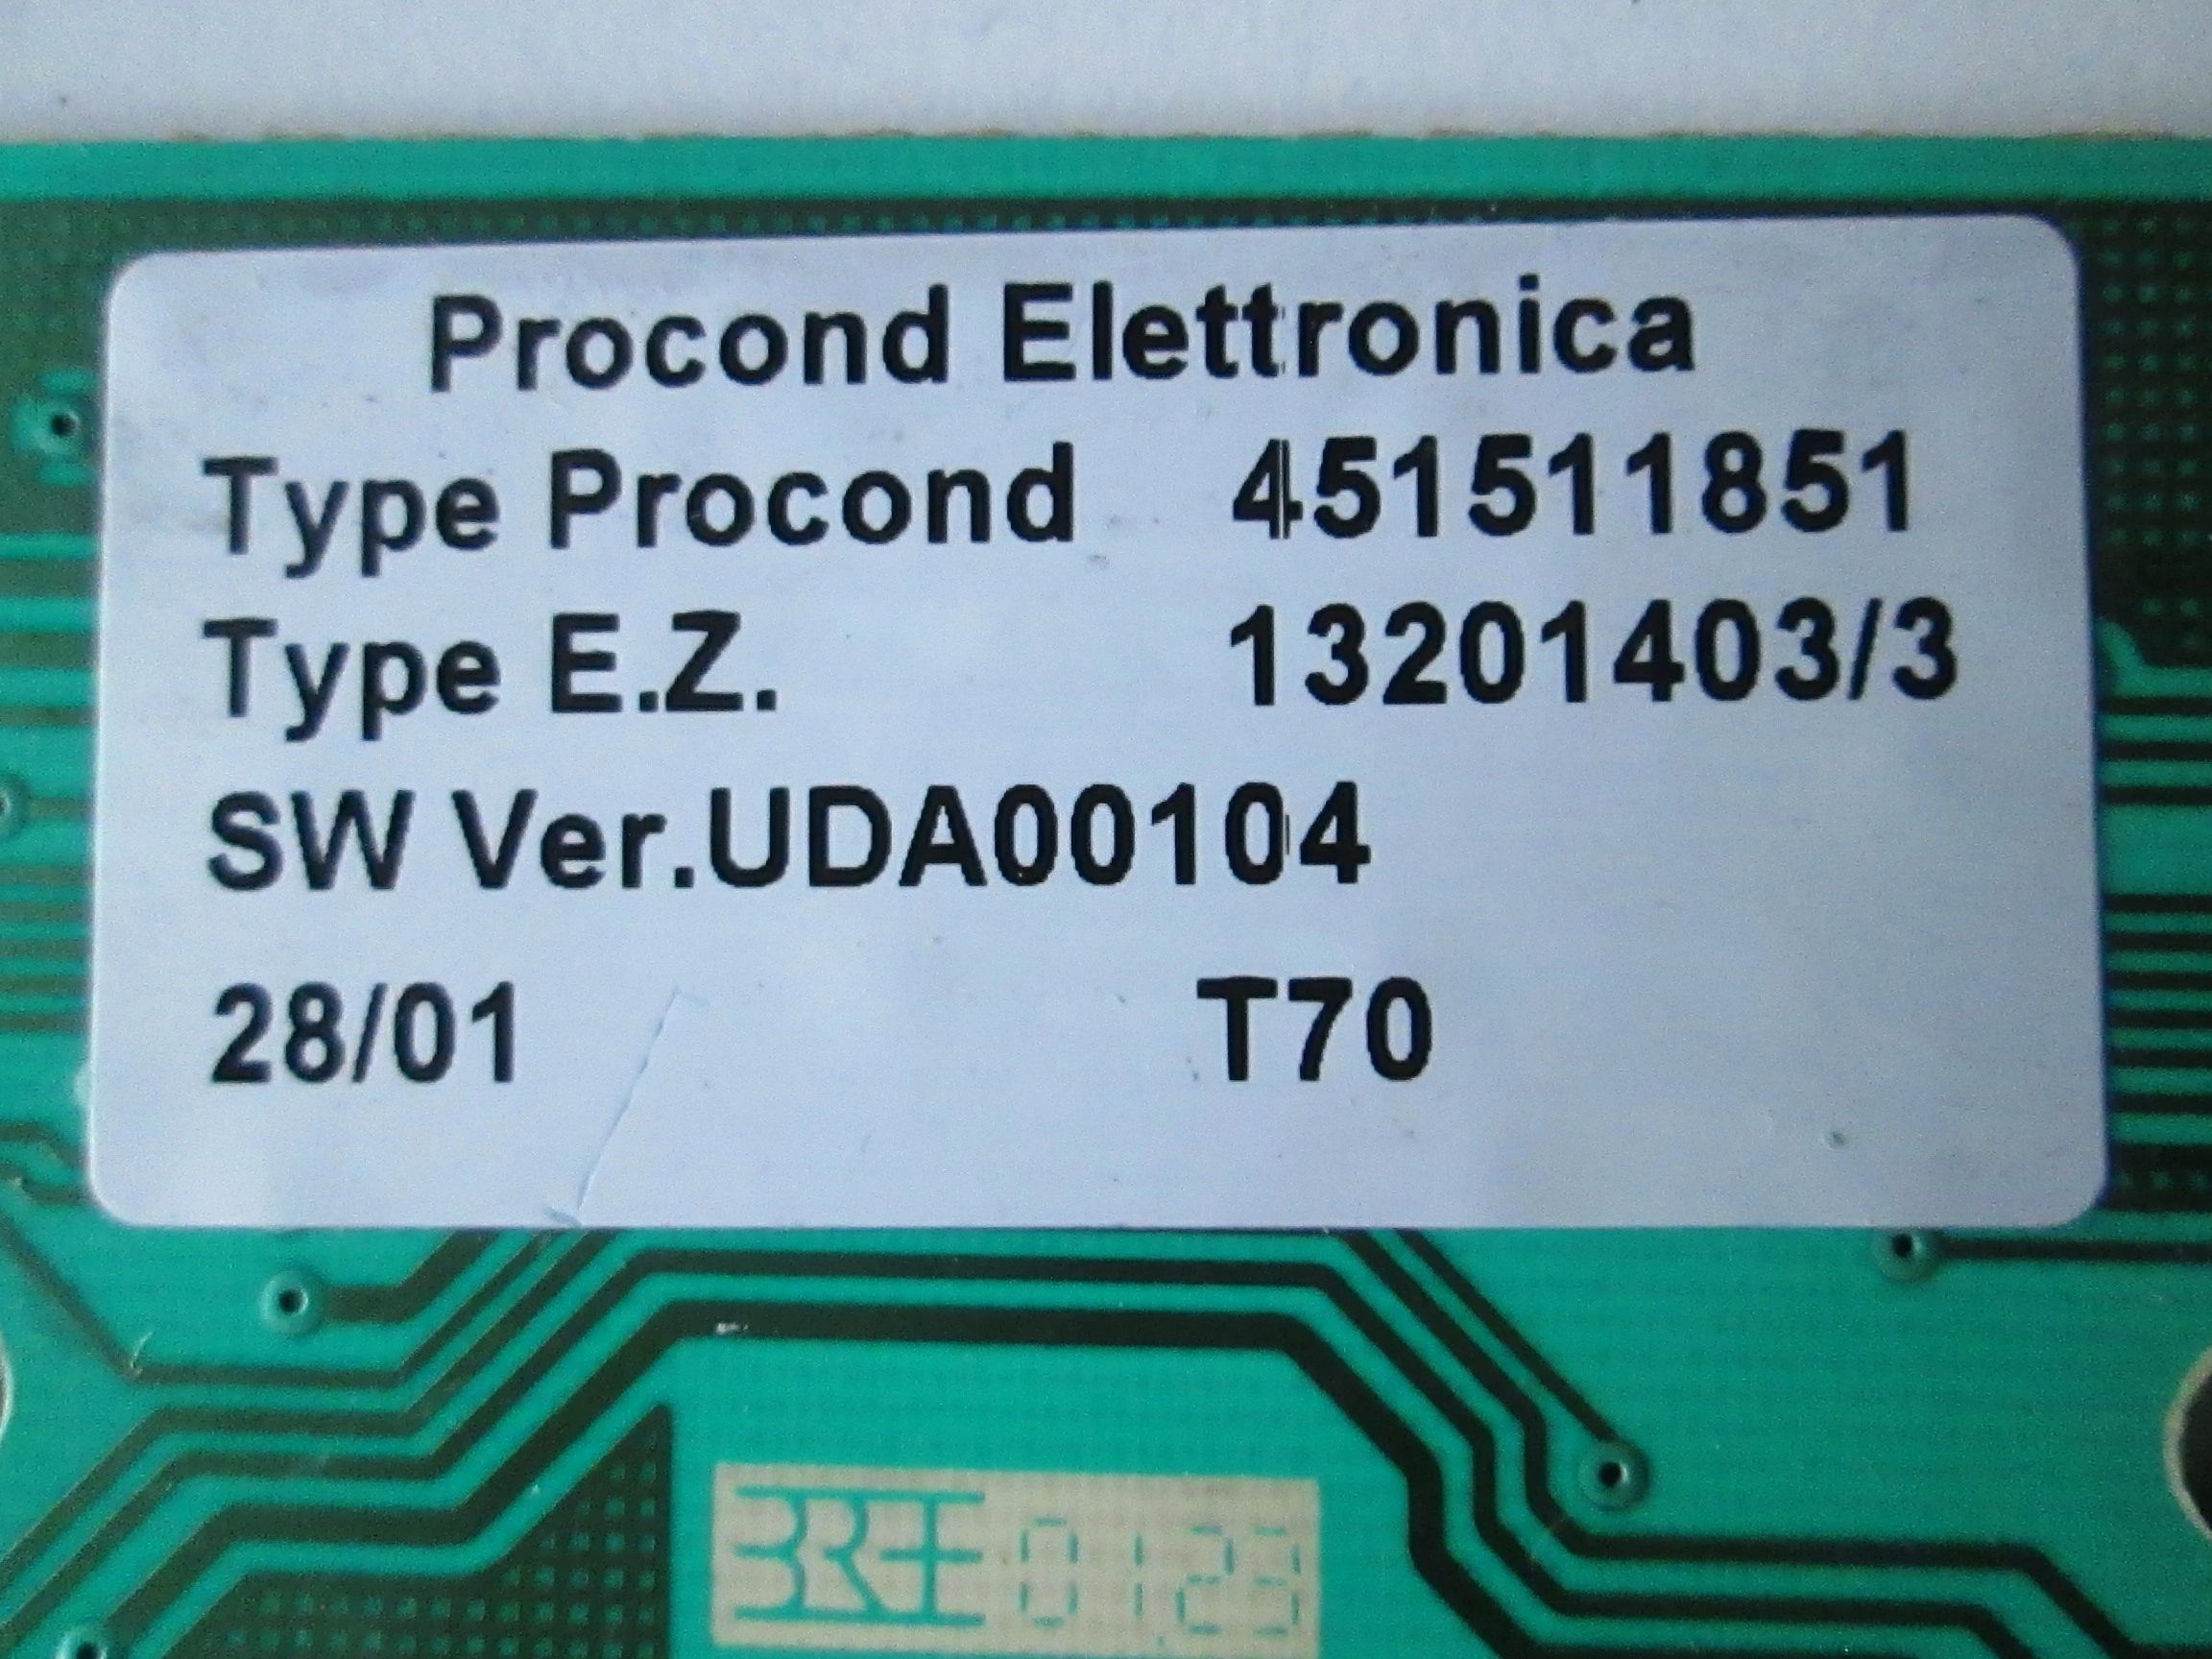 Procond Elettronica
Type Procond 451511851
Type E.Z. 13201403/3
SW Ver.UDA00104
28/01 T70
0123